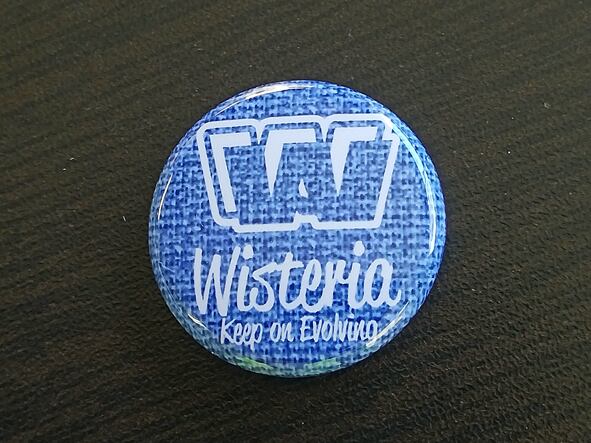 W
Wisteria
Keep on Evolving